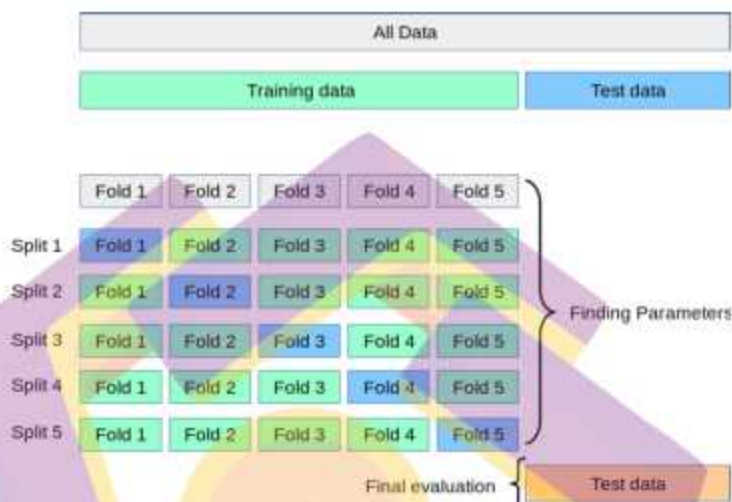 All Data
Training data Test data
Fold 1 Fold 2 Fold 3 Fold 4 Fold 5
Split 1 Fold 1 Fold 2 Fold 3 Fold 4 Fold 5
Split 2 Fold 1 Fold 2 Fold 3 Fold 4 Fold 5
Finding Parameters
Split 3 Fold 1 Fold 2 Fold 3 Fold 4 Fold 5
Split 4 Fold 1 Fold 2 Fold 3 Fold 4 Fold 5
Split 5 Fold 1 Fold 2 Fold 3 Fold 4 Fold 5
Final evaluation Test data